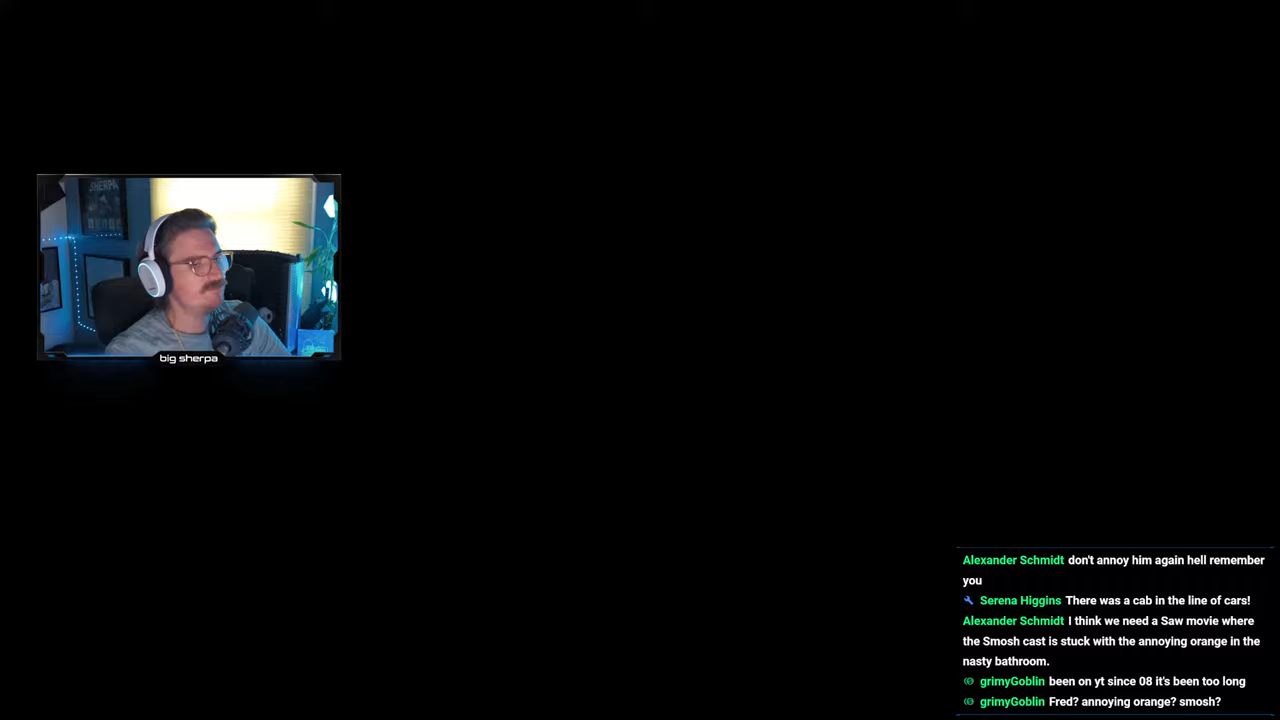 SHERPA
big sherpa
Alexander Schmidt don't annoy him again hell remember
you
Serena Higgins There was a cab in the line of cars!
Alexander Schmidt I think we need a Saw movie where
the Smosh cast is stuck with the annoying orange in the
nasty bathroom.
grimyGoblin been on yt since 08 it's been too long
grimyGoblin Fred? annoying orange? smosh?